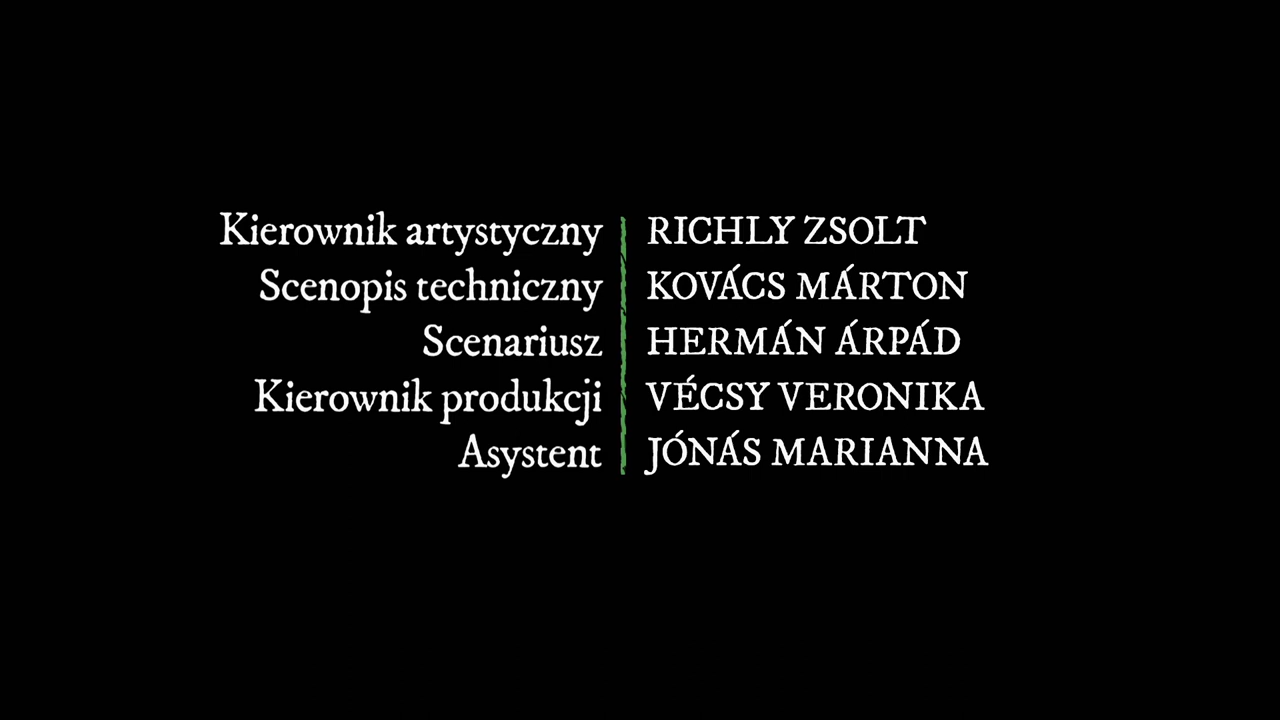 Kierownik artystyczny RICHLY ZSOLT
Scenopis techniczny KOVÁCS MÁRTON
Scenariusz HERMÁN ÁRPÁD
Kierownik produkcji VÉCSY VERONIKA
Asystent JÓNÁS MARIANNA